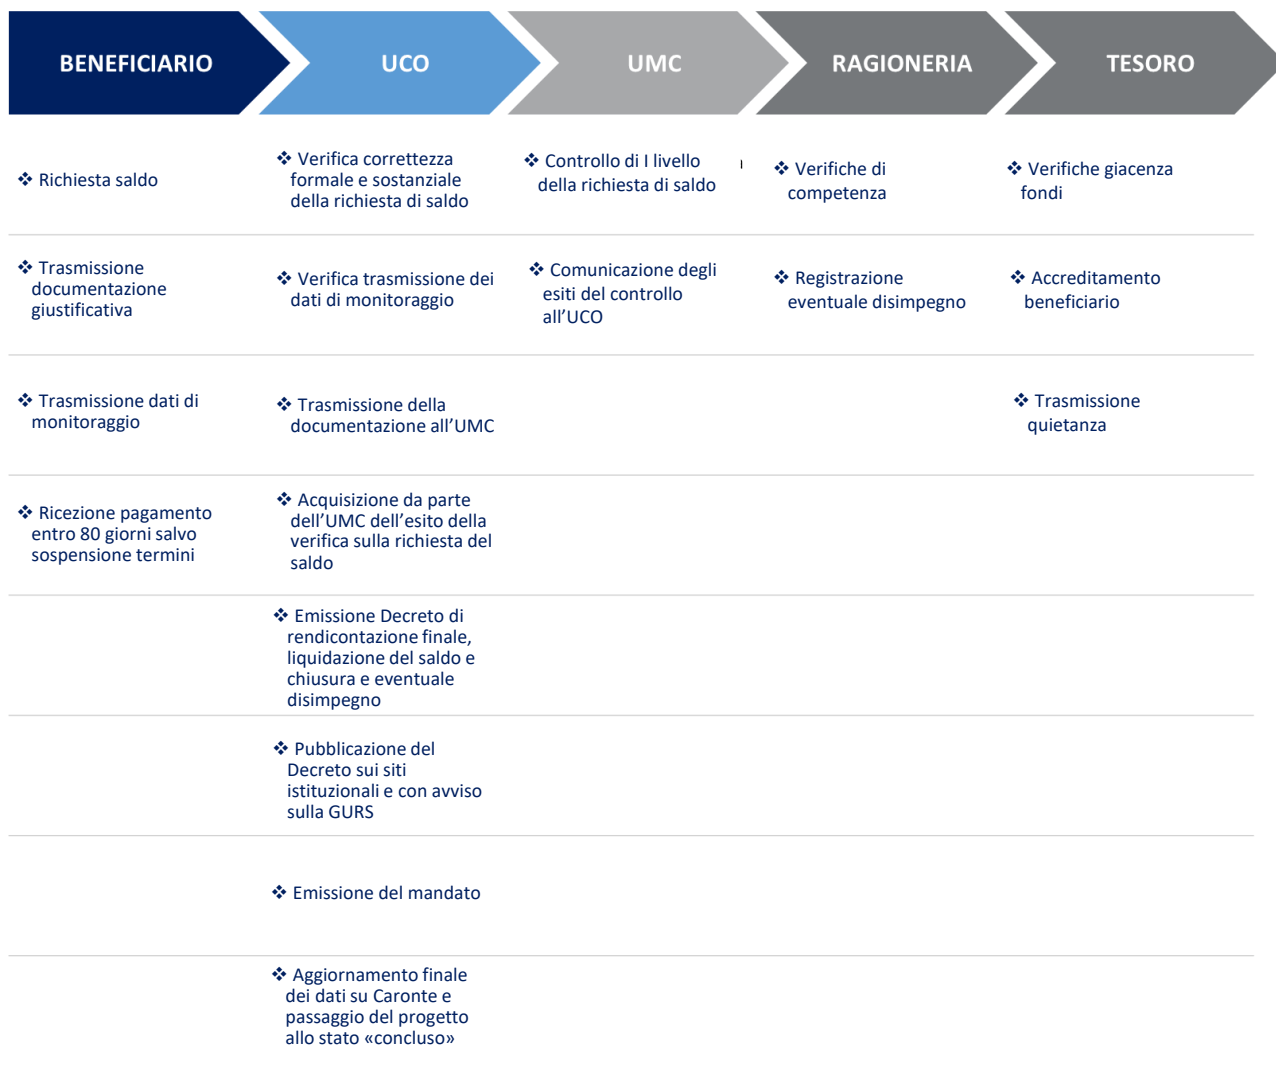 BENEFICIARIO
UCO
UMC
RAGIONERIA
TESORO
❖ Richiesta saldo
❖ Verifica correttezza
formale e sostanziale
della richiesta di saldo
❖ Controllo di I livello
della richiesta di saldo
❖ Verifiche di
competenza
❖ Verifiche giacenza
fondi
❖ Trasmissione
documentazione
giustificativa
❖ Verifica trasmissione dei
dati di monitoraggio
❖ Comunicazione degli
esiti del controllo
all’UCO
❖ Registrazione
eventuale disimpegno
❖ Accreditamento
beneficiario
❖ Trasmissione dati di
monitoraggio
❖ Trasmissione della
documentazione all’UMC
❖ Trasmissione
quietanza
❖ Ricezione pagamento
entro 80 giorni salvo
sospensione termini
❖ Acquisizione da parte
dell’UMC dell’esito della
verifica sulla richiesta del
saldo
❖ Emissione Decreto di
rendicontazione finale,
liquidazione del saldo e
chiusura e eventuale
disimpegno
❖ Pubblicazione del
Decreto sui siti
istituzionali e con avviso
sulla GURS
❖ Emissione del mandato
❖ Aggiornamento finale
dei dati su Caronte e
passaggio del progetto
allo stato «concluso»